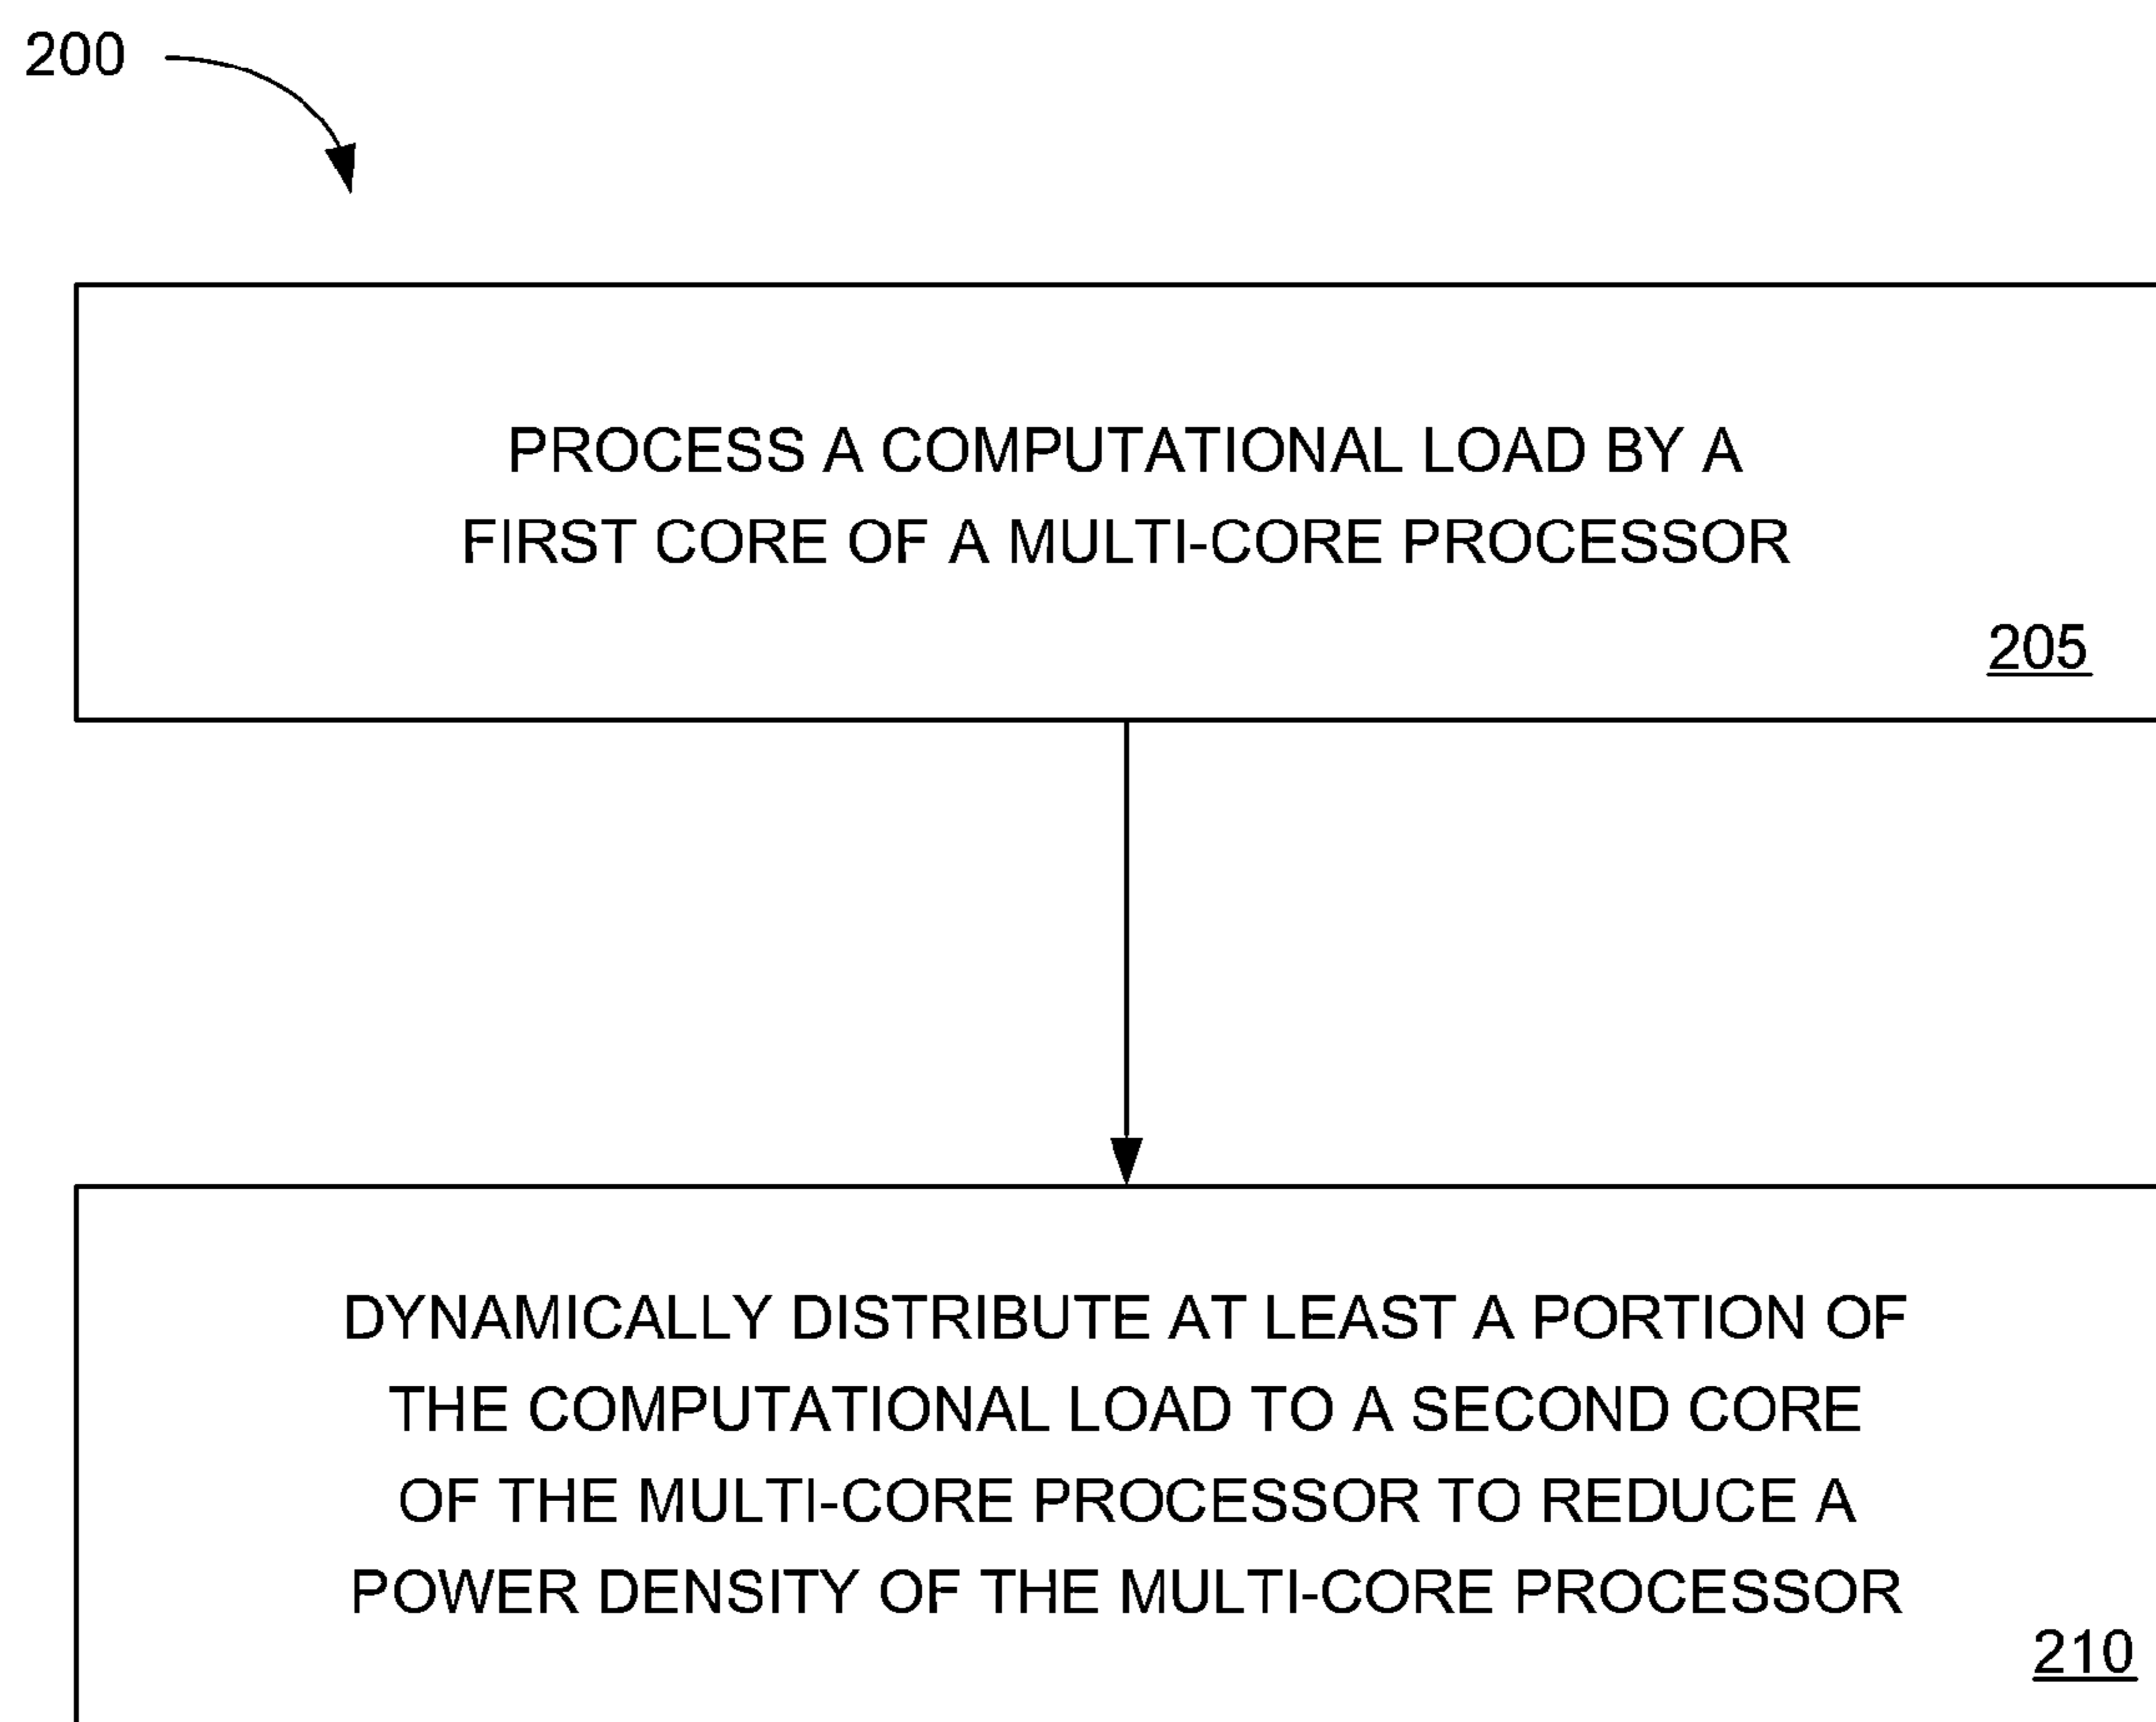 200
PROCESS A COMPUTATIONAL LOAD BY A
FIRST CORE OF A MULTI-CORE PROCESSOR
205
DYNAMICALLY DISTRIBUTE AT LEAST A PORTION OF
THE COMPUTATIONAL LOAD TO A SECOND CORE
OF THE MULTI-CORE PROCESSOR TO REDUCE A
POWER DENSITY OF THE MULTI-CORE PROCESSOR
210